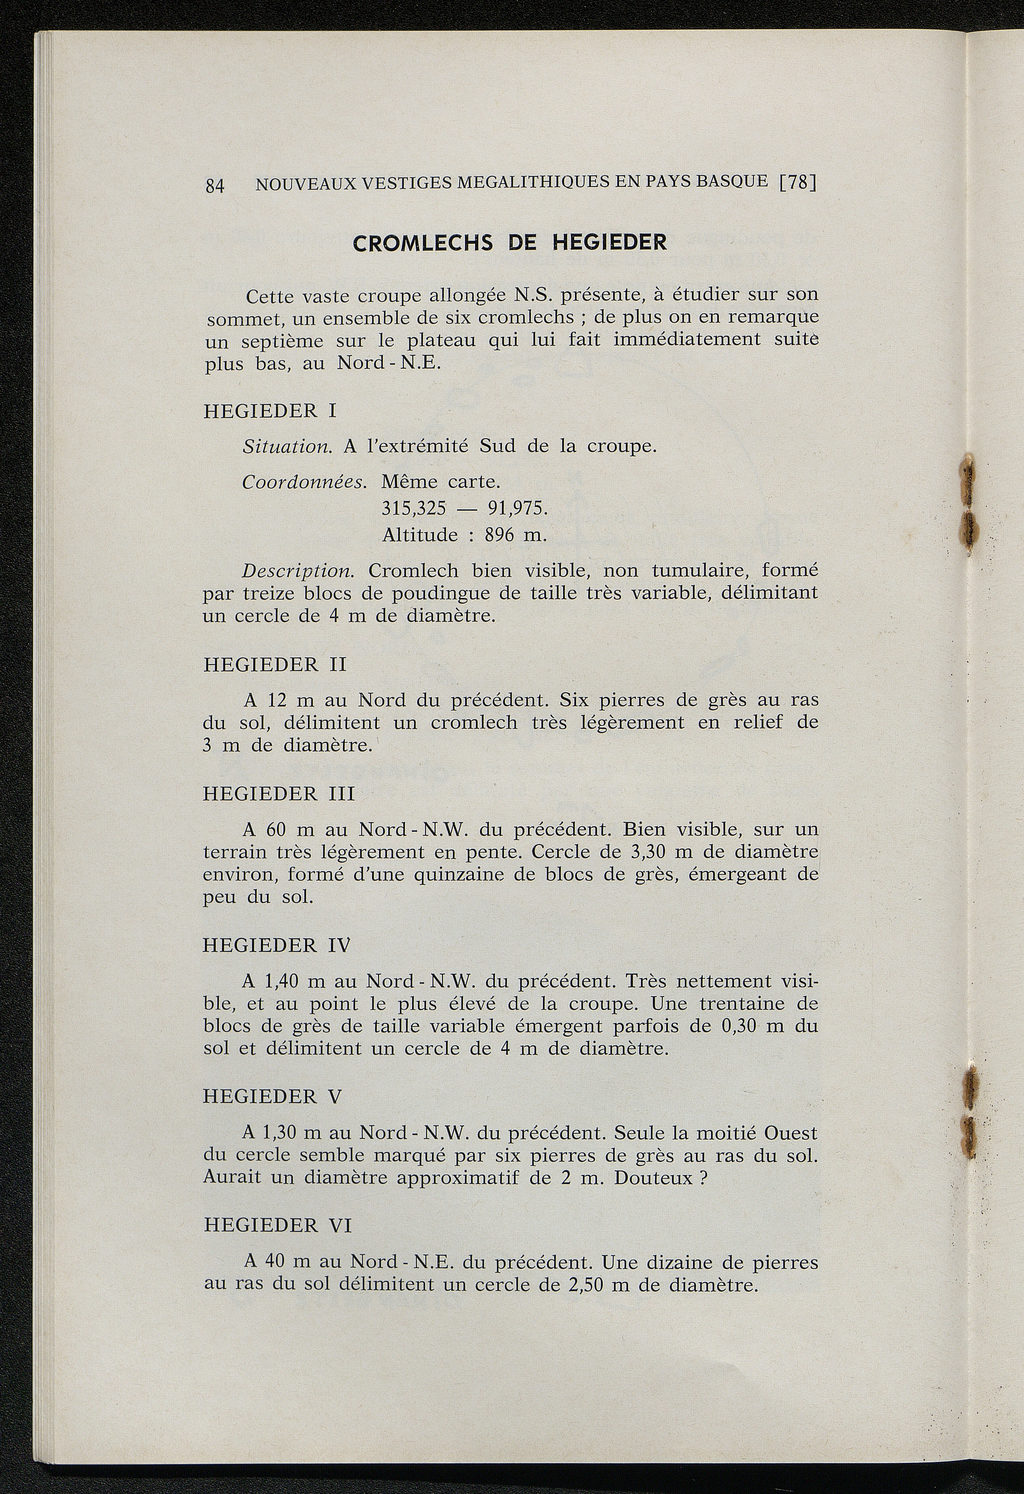 84 NOUVEAUX VESTIGES MEGALITHIQUES EN PAYS BASQUE [78]
CROMLECHS DE HEGIEDER
Cette vaste croupe allongée N.S. présente, à étudier sur son
sommet, un ensemble de six cromlechs ; de plus on en remarque
un septième sur le plateau qui lui fait immédiatement suite
plus bas, au Nord - N.E.
HEGIEDER I
Situation. A l'extrémité Sud de la croupe.
Coordonnées. Même carte.
315,325 — 91,975.
Altitude : 896 m.
Description. Cromlech bien visible, non tumulaire, formé
par treize blocs de poudingue de taille très variable, délimitant
un cercle de 4 m de diamètre.
HEGIEDER II
A 12 m au Nord du précédent. Six pierres de grès au ras
du sol, délimitent un cromlech très légèrement en relief de
3 m de diamètre.
HEGIEDER III
A 60 m au Nord - N.W. du précédent. Bien visible, sur un
terrain très légèrement en pente. Cercle de 3,30 m de diamètre
environ, formé d'une quinzaine de blocs de grès, émergeant de
peu du sol.
HEGIEDER IV
A 1,40 m au Nord - N.W. du précédent. Très nettement visi-
ble, et au point le plus élevé de la croupe. Une trentaine de
blocs de grès de taille variable émergent parfois de 0,30 m du
sol et délimitent un cercle de 4 m de diamètre.
HEGIEDER V
A 1,30 m au Nord - N.W. du précédent. Seule la moitié Ouest
du cercle semble marqué par six pierres de grès au ras du sol.
Aurait un diamètre approximatif de 2 m. Douteux ?
HEGIEDER VI
A 40 m au Nord - N.E. du précédent. Une dizaine de pierres
au ras du sol délimitent un cercle de 2,50 m de diamètre.